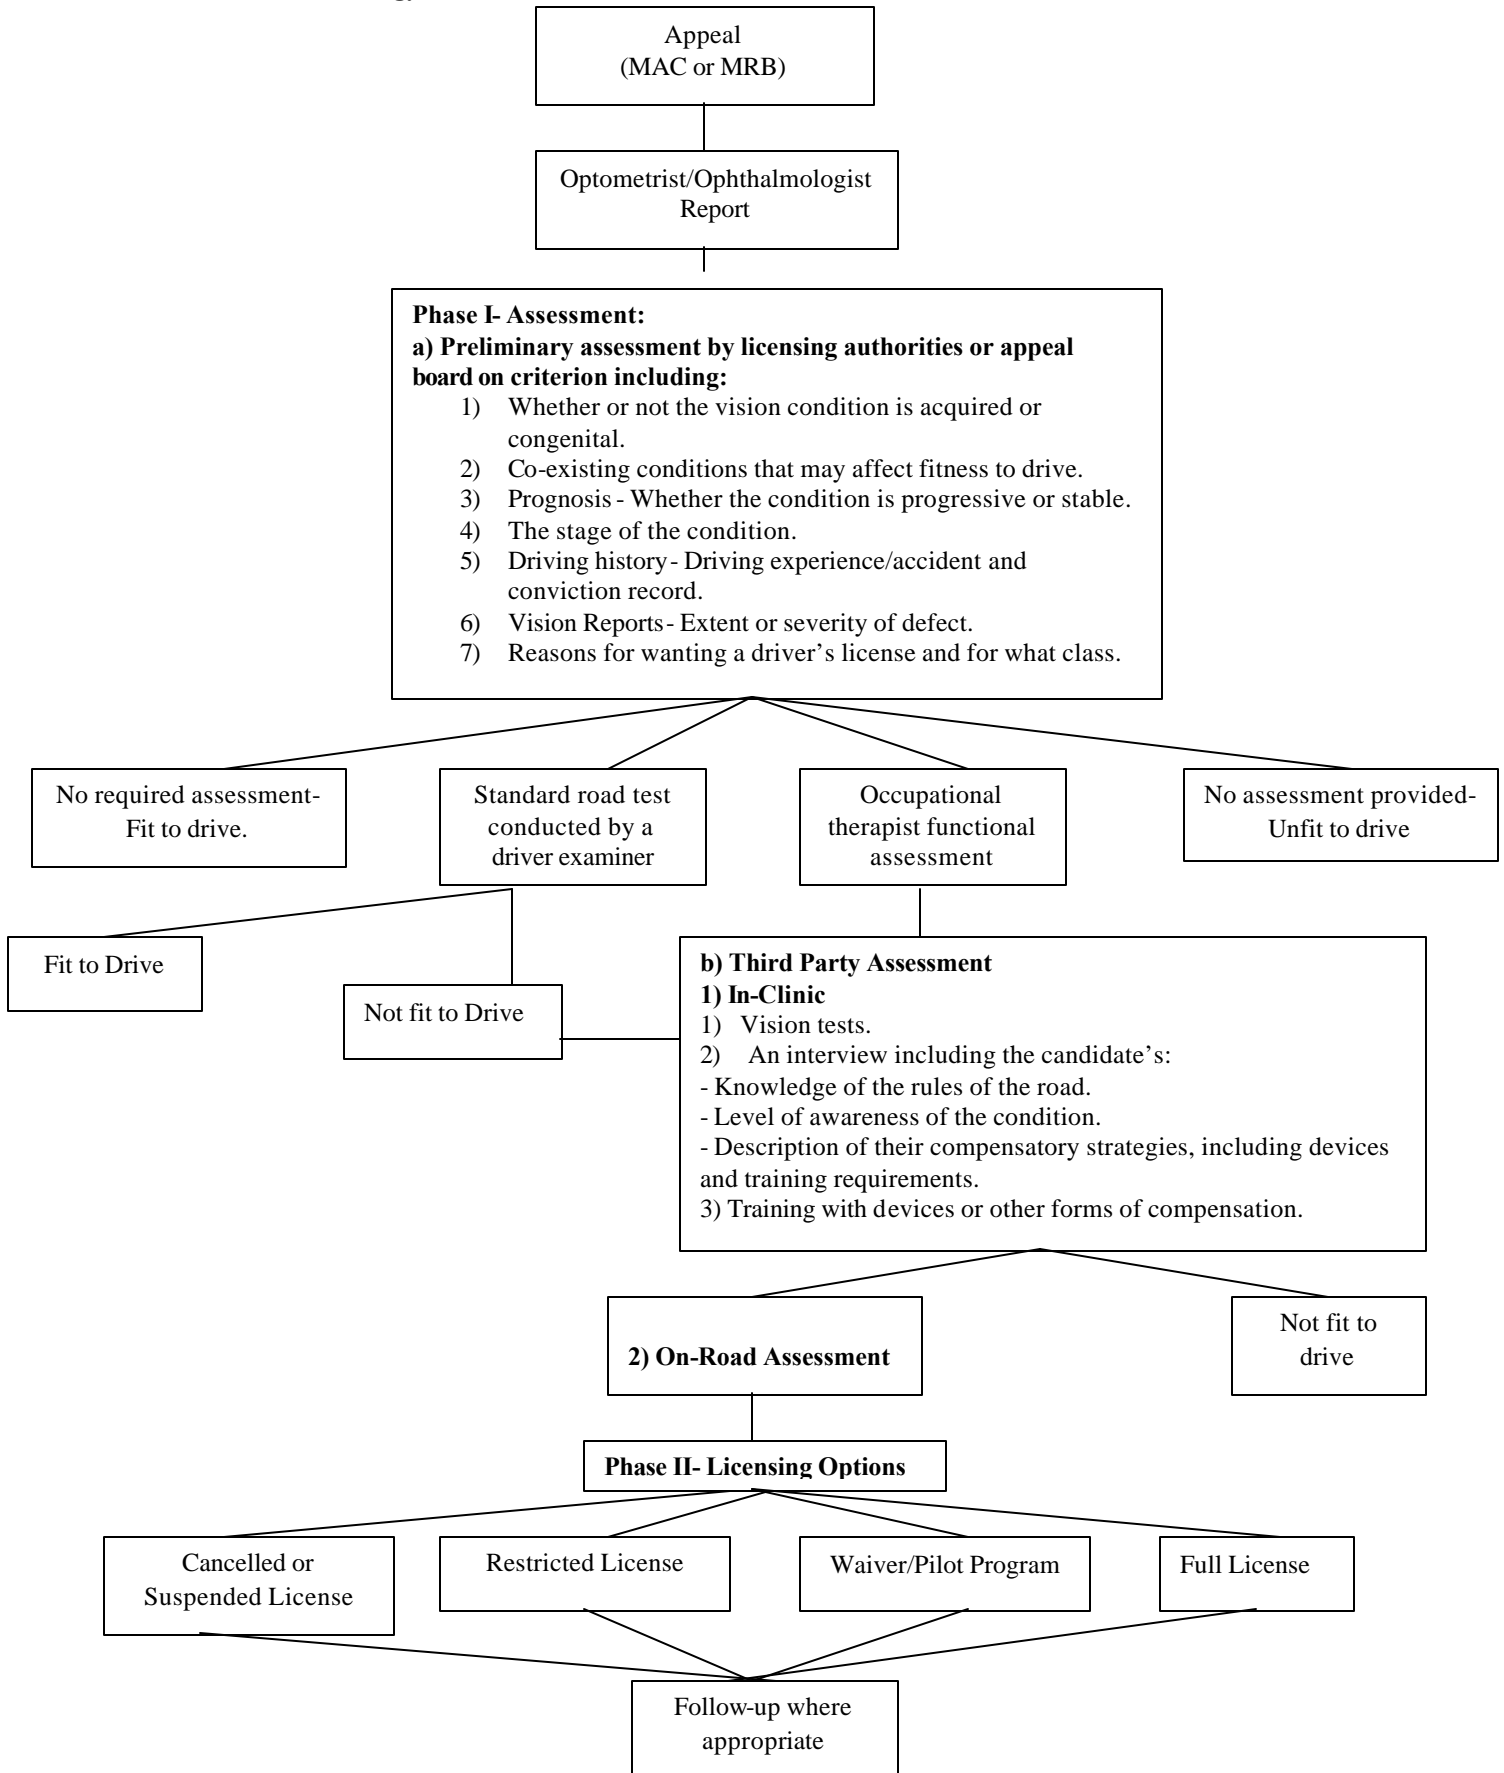 Appeal
(MAC or MRB)
Optometrist/Ophthalmologist
Report
Phase I- Assessment:
a) Preliminary assessment by licensing authorities or appeal
board on criterion including:
1) Whether or not the vision condition is acquired or
congenital.
2) Co-existing conditions that may affect fitness to drive.
3) Prognosis - Whether the condition is progressive or stable.
4) The stage of the condition.
5) Driving history- Driving experience/accident and
conviction record.
6) Vision Reports- Extent or severity of defect.
7) Reasons for wanting a driver’s license and for what class.
No required assessment-
Fit to drive.
Standard road test
conducted by a
driver examiner
Occupational
therapist functional
assessment
No assessment provided-
Unfit to drive
Fit to Drive
Not fit to Drive
b) Third Party Assessment
1) In-Clinic
1) Vision tests.
2) An interview including the candidate’s:
- Knowledge of the rules of the road.
- Level of awareness of the condition.
- Description of their compensatory strategies, including devices
and training requirements.
3) Training with devices or other forms of compensation.
2) On-Road Assessment
Not fit to
drive
Phase II- Licensing Options
Cancelled or
Suspended License
Restricted License
Waiver/Pilot Program
Full License
Follow-up where
appropriate